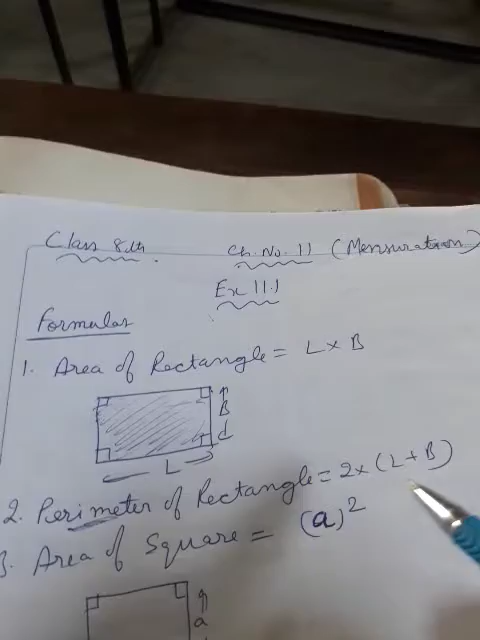 Class 8th. Ch. No. 11 (Mensuration)
Ex 11.1
Formulas
1. Area of Rectangle = L × B
B
L
2. Perimeter of Rectangle = 2 × (L + B)
3. Area of Square = (a)²
a